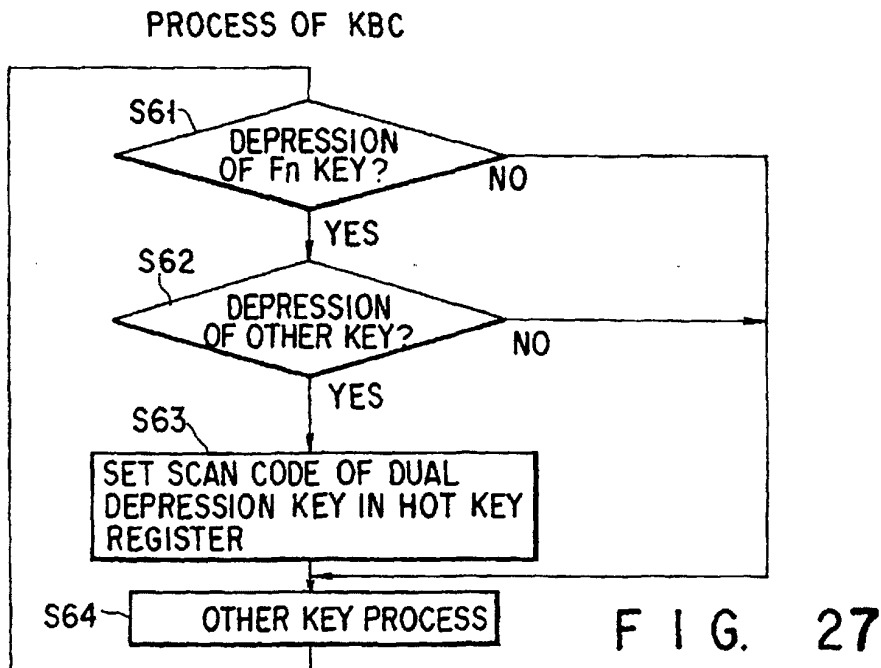 PROCESS OF KBC
S61
DEPRESSION
OF Fn KEY?
NO
YES
S62
DEPRESSION
OF OTHER KEY?
NO
YES
S63
SET SCAN CODE OF DUAL
DEPRESSION KEY IN HOT KEY
REGISTER
S64
OTHER KEY PROCESS
FIG. 27